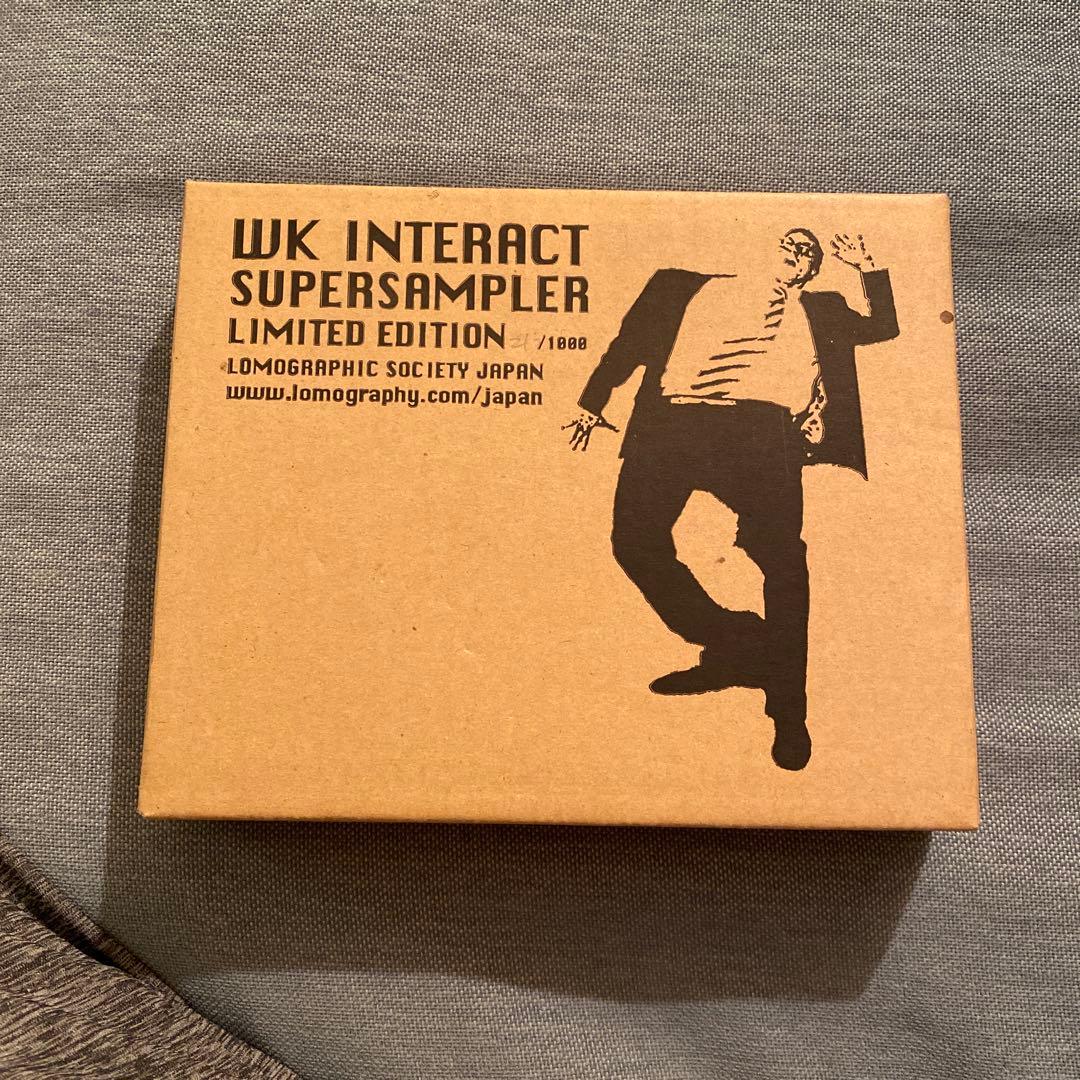 WK INTERACT
SUPERSAMPLER
LIMITED EDITION /1000
LOMOGRAPHIC SOCIETY JAPAN
www.lomography.com/japan